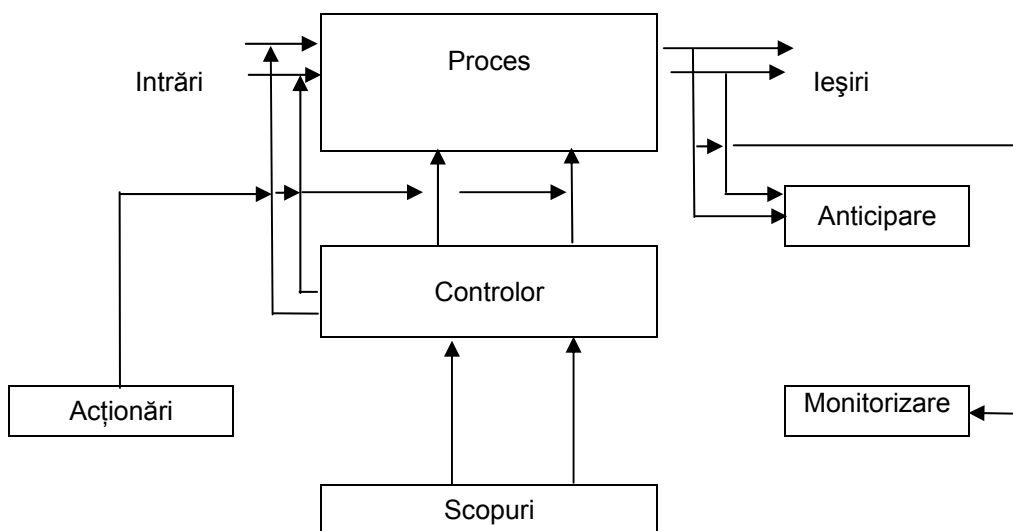 Proces
Intrări
Ieşiri
Anticipare
Controlor
Acționări
Monitorizare
Scopuri